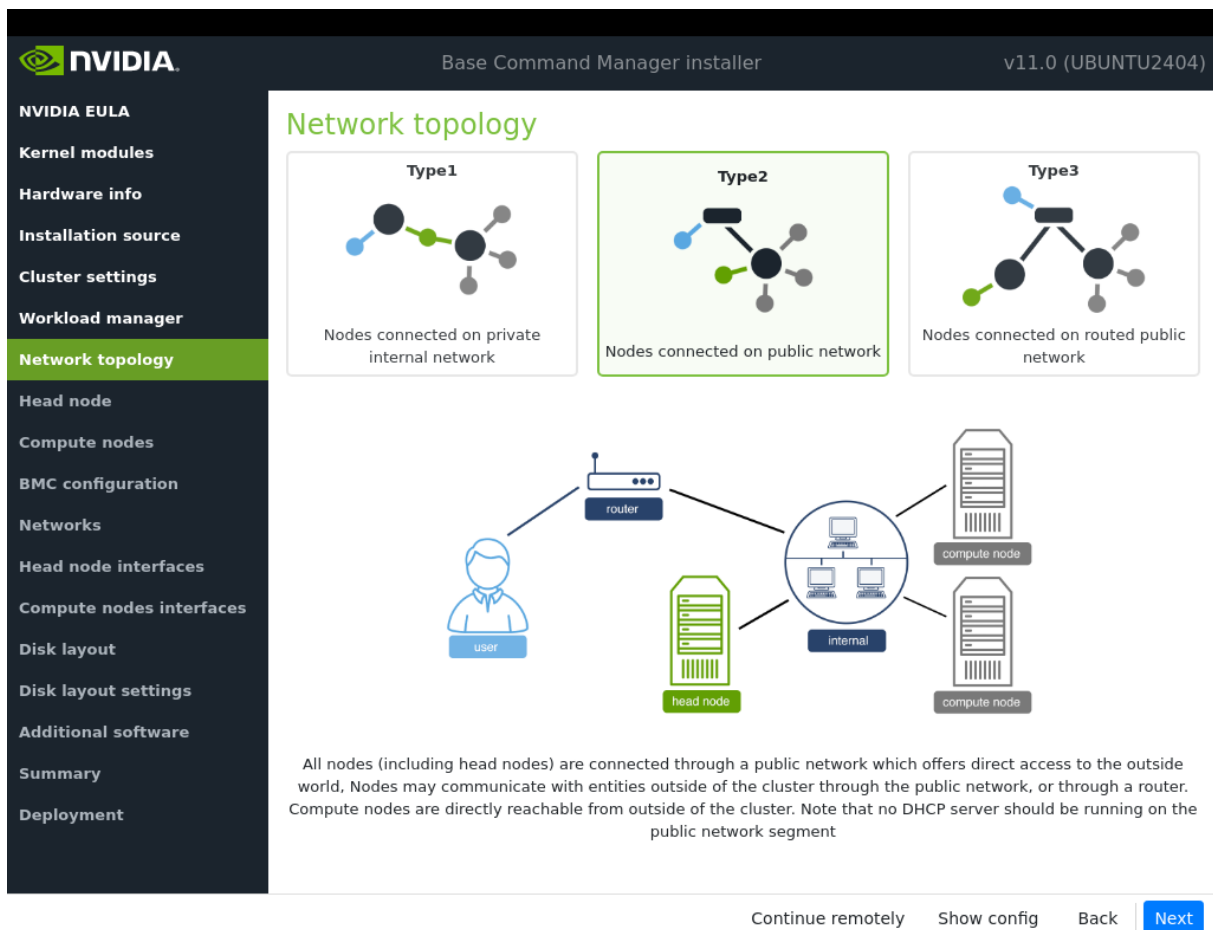 NVIDIA.
Base Command Manager installer
v11.0 (UBUNTU2404)
NVIDIA EULA
Kernel modules
Hardware info
Installation source
Cluster settings
Workload manager
Network topology
Head node
Compute nodes
BMC configuration
Networks
Head node interfaces
Compute nodes interfaces
Disk layout
Disk layout settings
Additional software
Summary
Deployment
Network topology
Type1
Nodes connected on private
internal network
Type2
Nodes connected on public network
Type3
Nodes connected on routed public
network
router
user
head node
internal
compute node
compute node
All nodes (including head nodes) are connected through a public network which offers direct access to the outside
world, Nodes may communicate with entities outside of the cluster through the public network, or through a router.
Compute nodes are directly reachable from outside of the cluster. Note that no DHCP server should be running on the
public network segment
Continue remotely
Show config
Back
Next